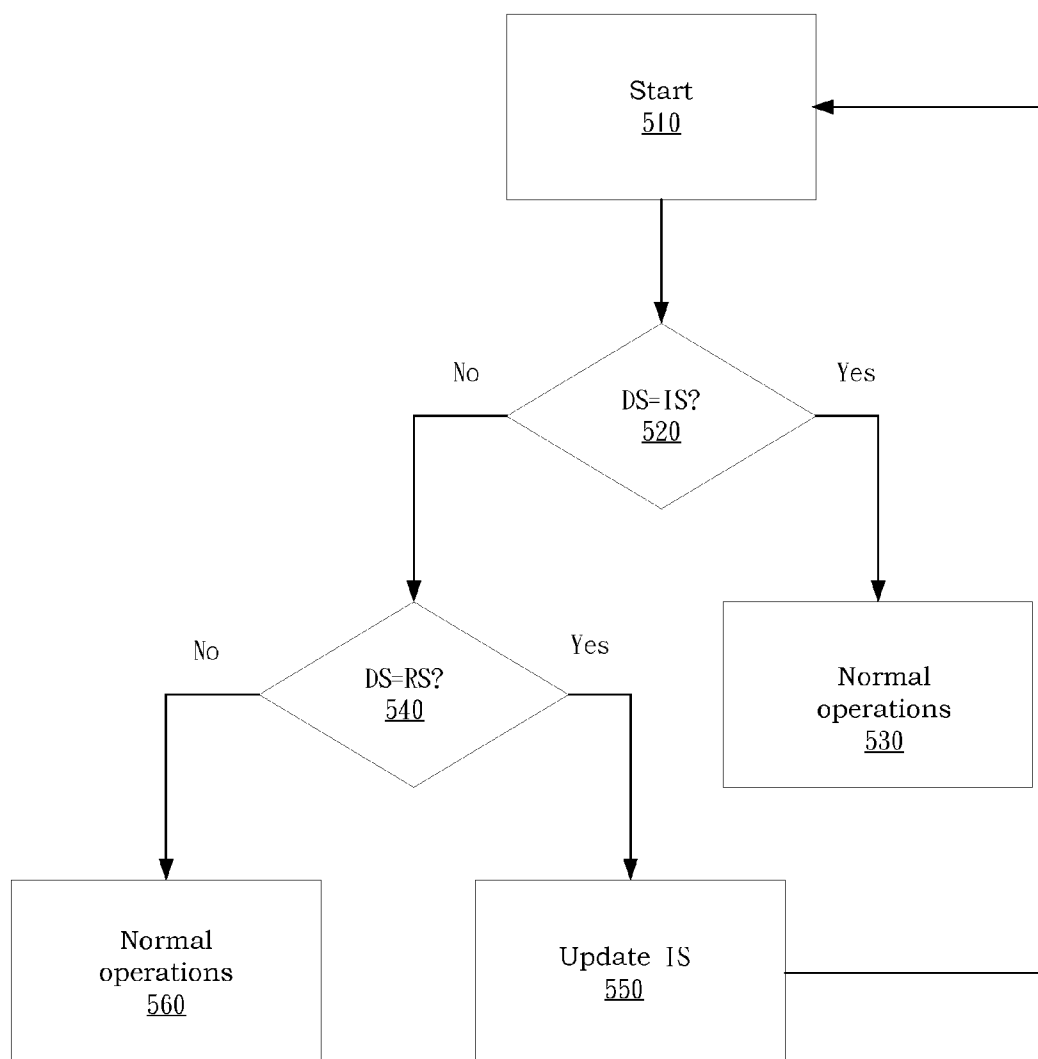 Start
510
No
Yes
DS=IS?
520
No
Yes
DS=RS?
540
Normal
operations
530
Normal
operations
560
Update IS
550